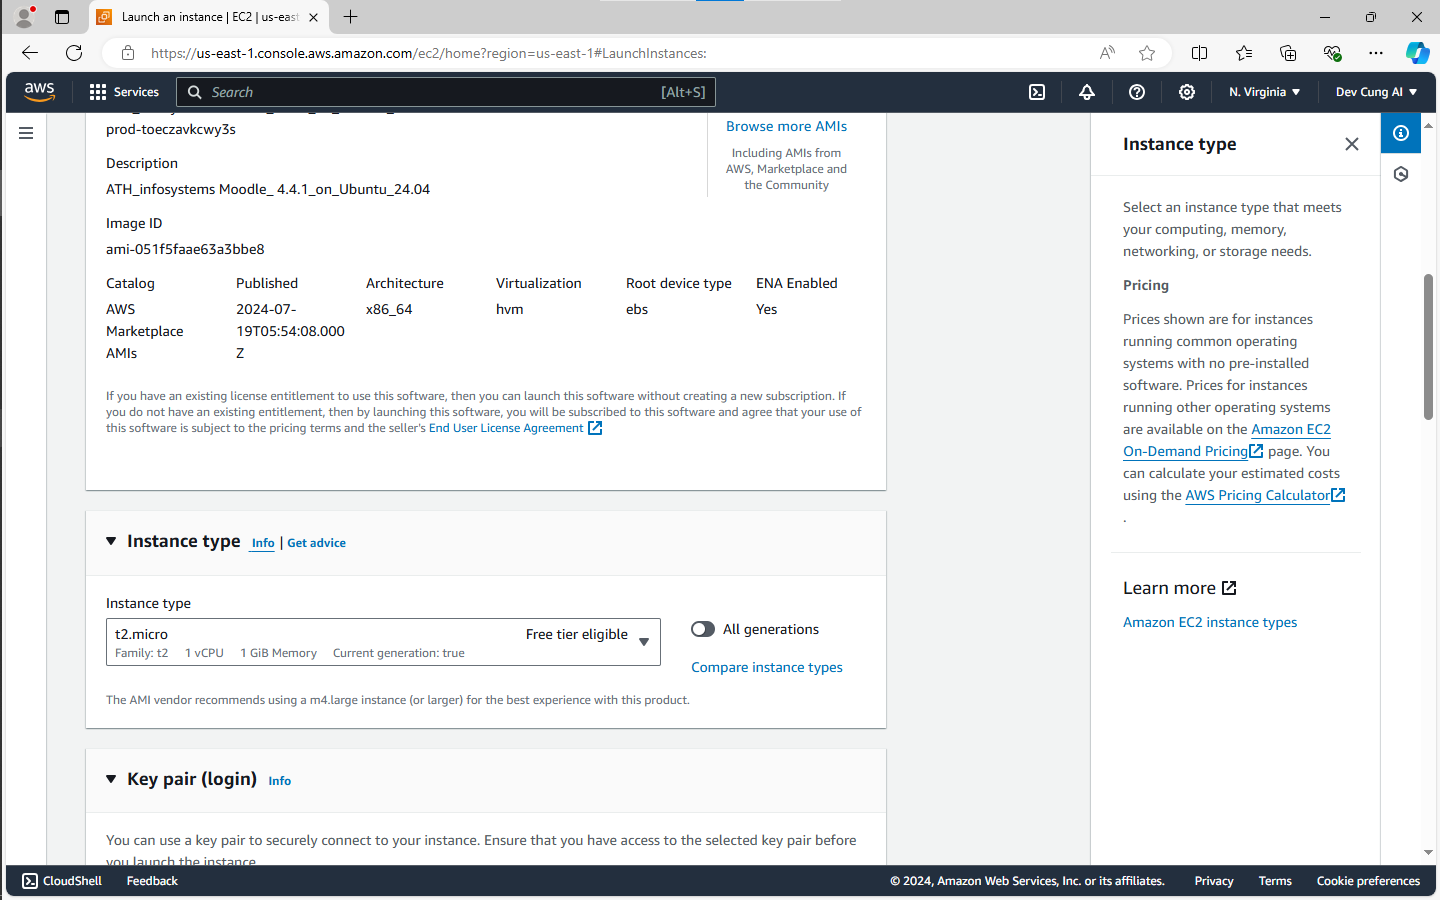 Launch an instance | EC2 | us-east
https://us-east-1.console.aws.amazon.com/ec2/home?region=us-east-1#LaunchInstances:
aws
Services
Search
[Alt+S]
N. Virginia
Dev Cung AI
prod-toeczavkcwy3s
Description
ATH_infosystems Moodle_ 4.4.1_on_Ubuntu_24.04
Image ID
ami-051f5faae63a3bbe8
Browse more AMIs
Including AMIs from
AWS, Marketplace and
the Community
Catalog
AWS
Marketplace
AMIs
Published
2024-07-
19T05:54:08.000
Z
Architecture
x86_64
Virtualization
hvm
Root device type
ebs
ENA Enabled
Yes
If you have an existing license entitlement to use this software, then you can launch this software without creating a new subscription. If
you do not have an existing entitlement, then by launching this software, you will be subscribed to this software and agree that your use of
this software is subject to the pricing terms and the seller's End User License Agreement
Instance type Info | Get advice
Instance type
t2.micro
Free tier eligible
Family: t2 1 vCPU 1 GiB Memory Current generation: true
All generations
Compare instance types
The AMI vendor recommends using a m4.large instance (or larger) for the best experience with this product.
Key pair (login) Info
You can use a key pair to securely connect to your instance. Ensure that you have access to the selected key pair before
you launch the instance.
Instance type
Select an instance type that meets
your computing, memory,
networking, or storage needs.
Pricing
Prices shown are for instances
running common operating
systems with no pre-installed
software. Prices for instances
running other operating systems
are available on the Amazon EC2
On-Demand Pricing page. You
can calculate your estimated costs
using the AWS Pricing Calculator
.
Learn more
Amazon EC2 instance types
CloudShell
Feedback
© 2024, Amazon Web Services, Inc. or its affiliates.
Privacy
Terms
Cookie preferences